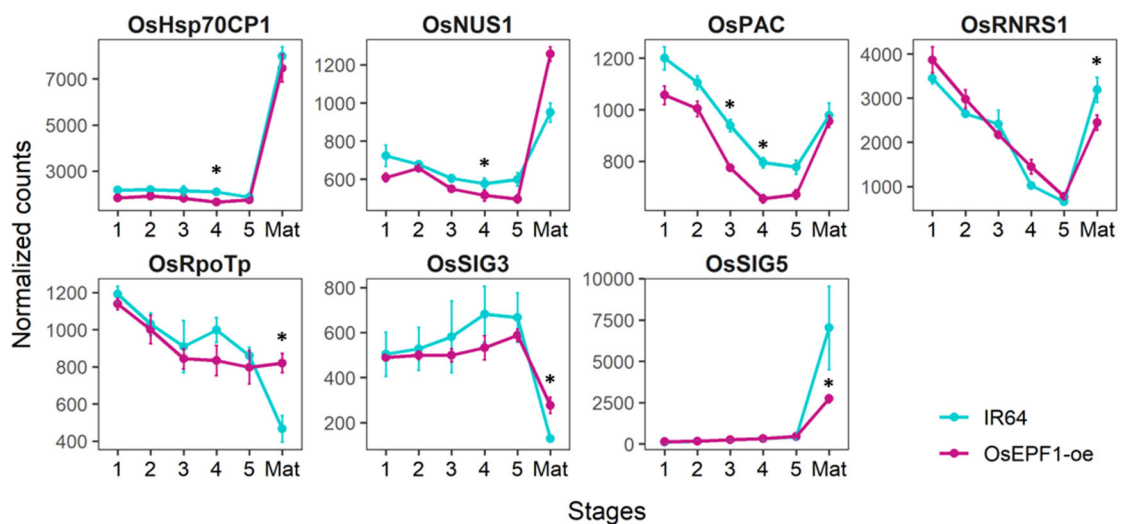 OsHsp70CP1
OsNUS1
OsPAC
OsRNRS1
7000
5000
3000
1200
1000
800
600
1200
1000
800
4000
3000
2000
1000
*
*
*
*
*
1 2 3 4 5 Mat
1 2 3 4 5 Mat
1 2 3 4 5 Mat
1 2 3 4 5 Mat
Normalized counts
OsRpoTp
OsSIG3
OsSIG5
1200
1000
800
600
400
800
600
400
200
10000
7500
5000
2500
0
*
*
*
1 2 3 4 5 Mat
1 2 3 4 5 Mat
1 2 3 4 5 Mat
IR64
OsEPF1-oe
Stages